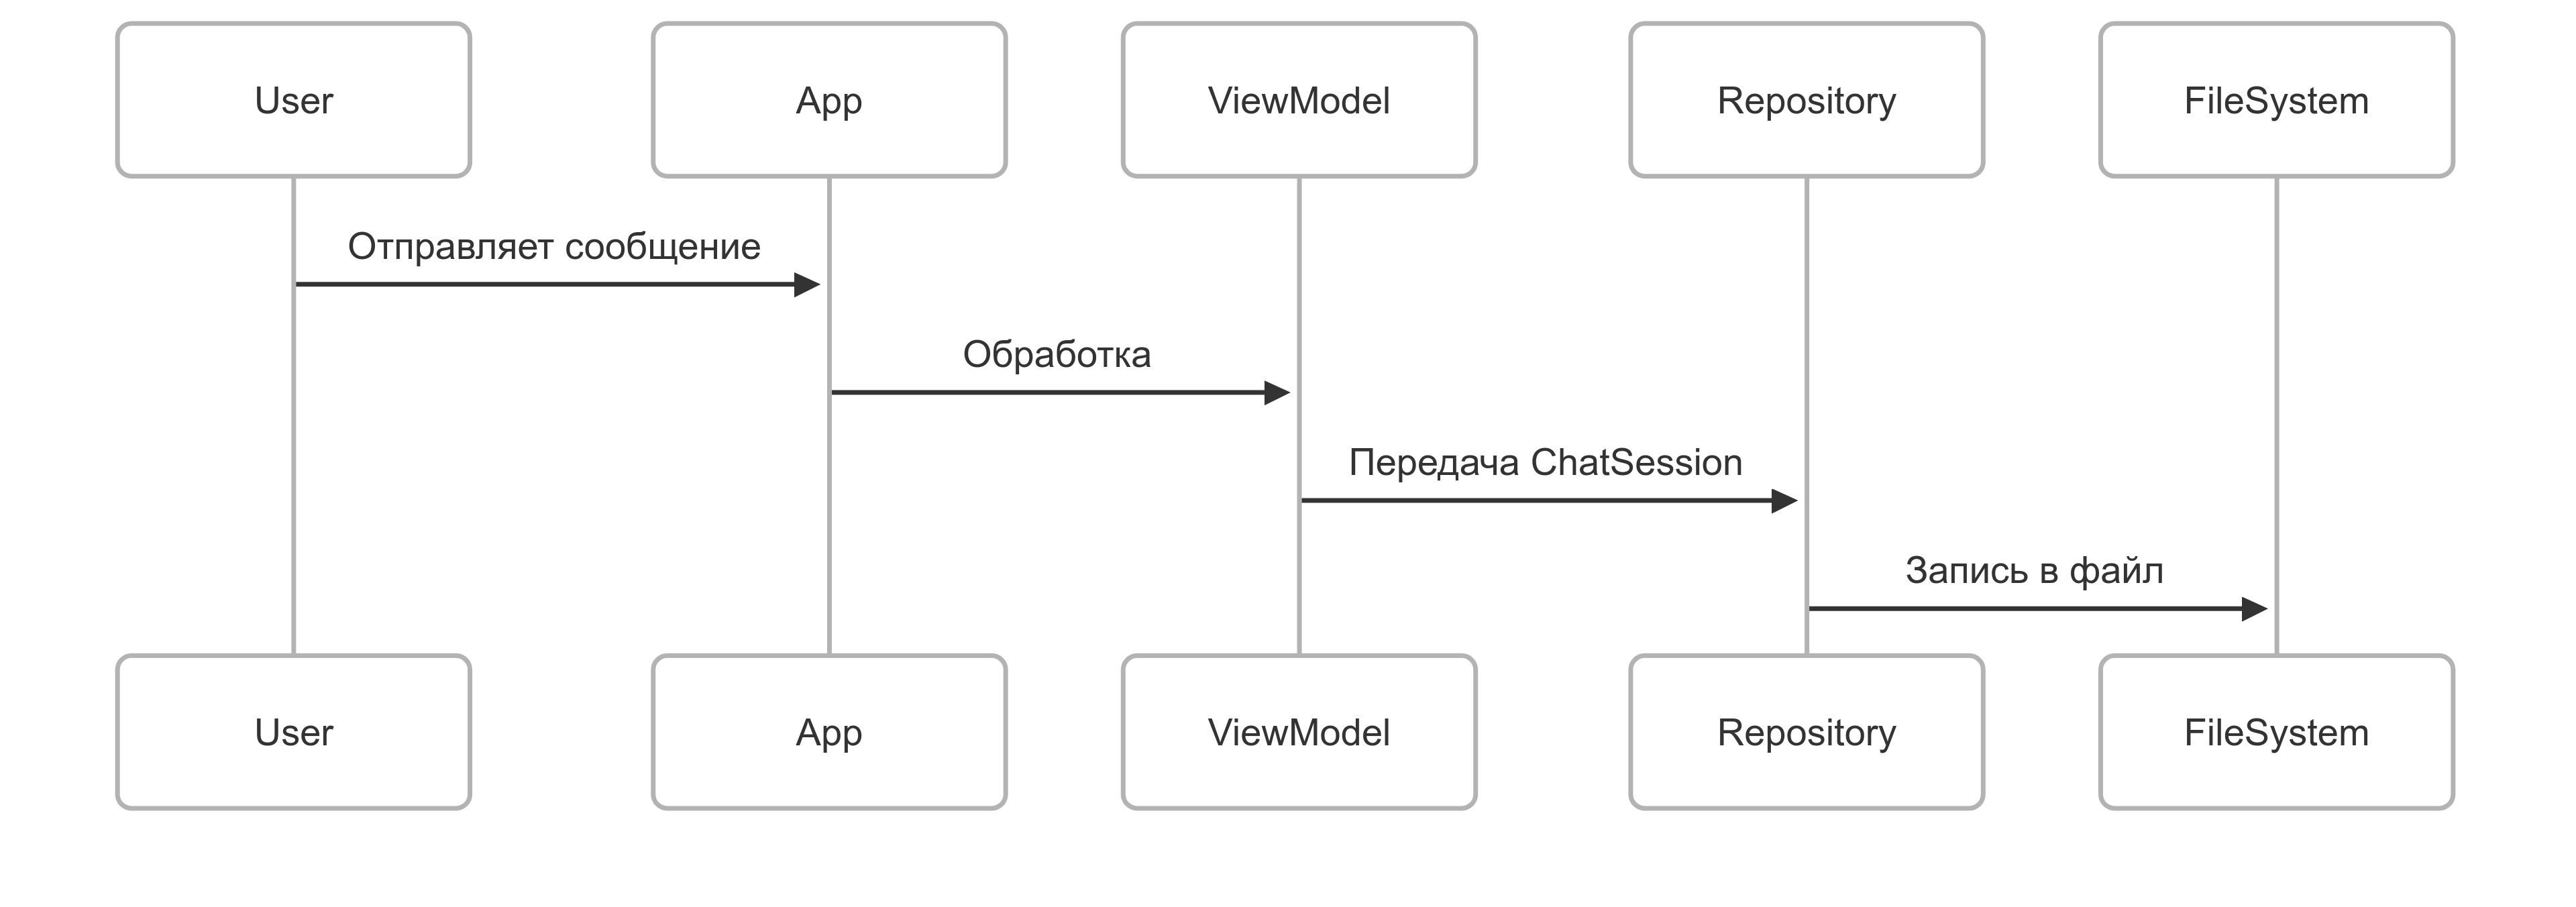 User
App
ViewModel
Repository
FileSystem
Отправляет сообщение
Обработка
Передача ChatSession
Запись в файл
User
App
ViewModel
Repository
FileSystem